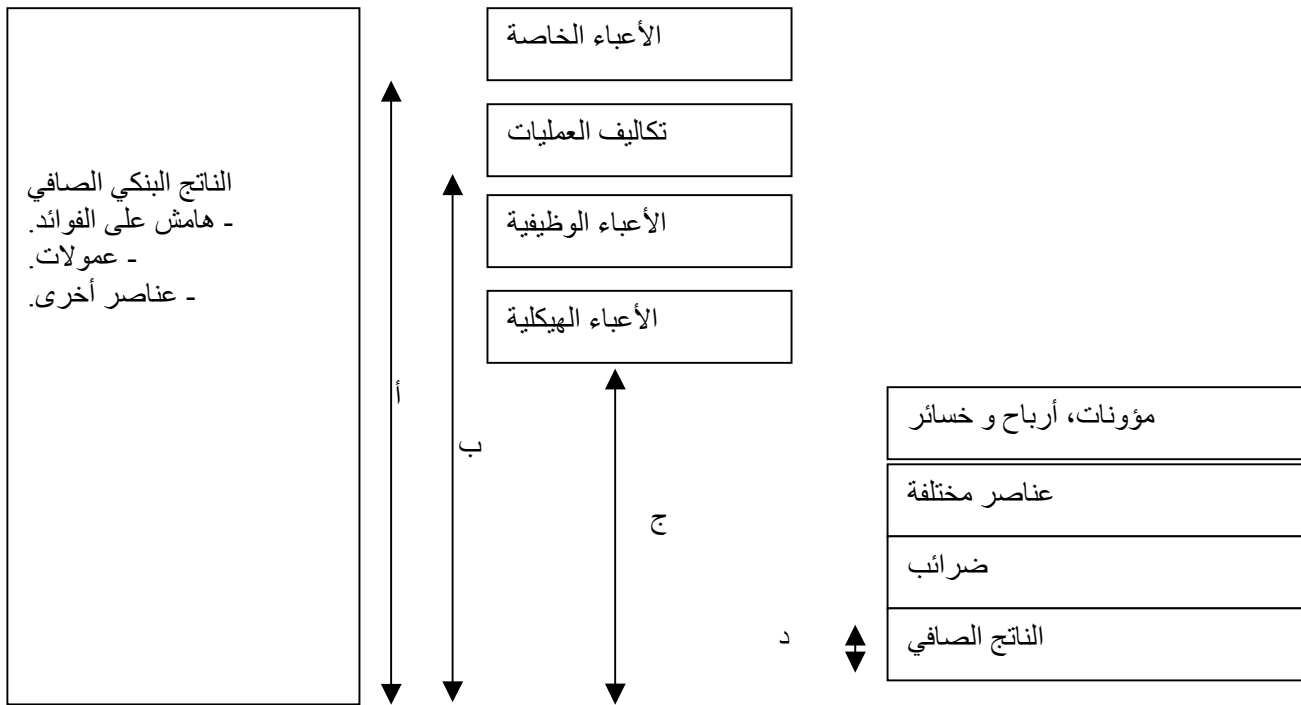 الأعباء الخاصة
تكاليف العمليات
الناتج البنكي الصافي
- هامش على الفوائد.
- عمولات.
- عناصر أخرى.
الأعباء الوظيفية
الأعباء الهيكلية
أ
ب
ج
د
مؤونات، أرباح و خسائر
عناصر مختلفة
ضرائب
الناتج الصافي